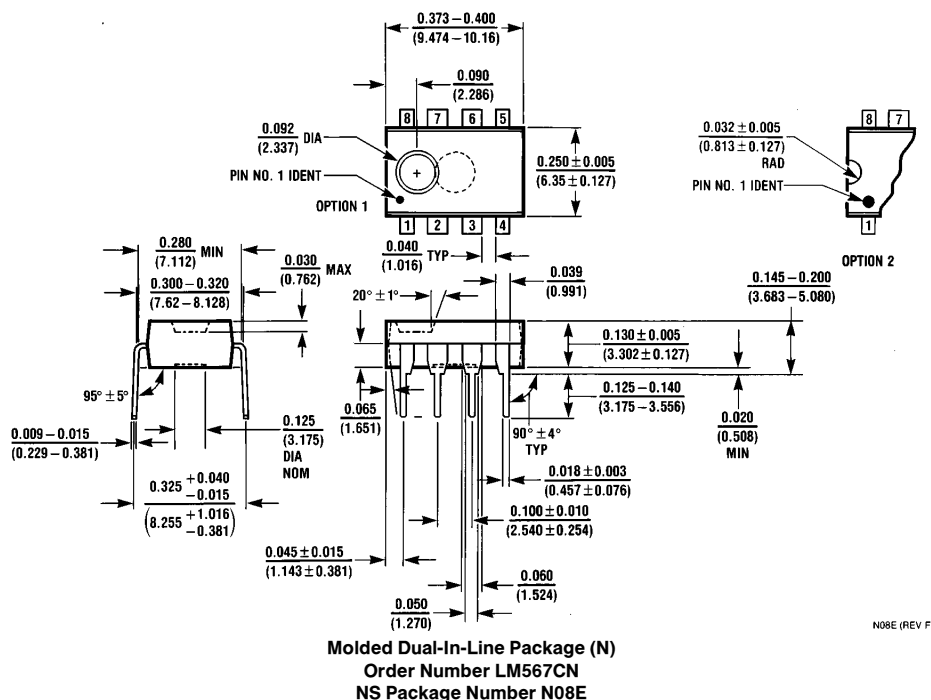 0.373 – 0.400
(9.474 – 10.16)
0.090
(2.286)
8 7 6 5
0.092 DIA
(2.337)
PIN NO. 1 IDENT
OPTION 1
0.250 ± 0.005
(6.35 ± 0.127)
1 2 3 4
0.032 ± 0.005
(0.813 ± 0.127)
RAD
PIN NO. 1 IDENT
8 7
1
OPTION 2
0.280 MIN
(7.112)
0.300 – 0.320
(7.62 – 8.128)
0.030 MAX
(0.762)
0.040 TYP
(1.016)
0.039
(0.991)
0.145 – 0.200
(3.683 – 5.080)
20° ± 1°
0.130 ± 0.005
(3.302 ± 0.127)
95° ± 5°
0.009 – 0.015
(0.229 – 0.381)
0.125
(3.175)
DIA
NOM
0.065
(1.651)
90° ± 4°
TYP
0.125 – 0.140
(3.175 – 3.556)
0.020
(0.508)
MIN
0.018 ± 0.003
(0.457 ± 0.076)
0.325 +0.040
−0.015
(8.255 +1.016
−0.381)
0.100 ± 0.010
(2.540 ± 0.254)
0.045 ± 0.015
(1.143 ± 0.381)
0.060
(1.524)
0.050
(1.270)
N08E (REV F
Molded Dual-In-Line Package (N)
Order Number LM567CN
NS Package Number N08E